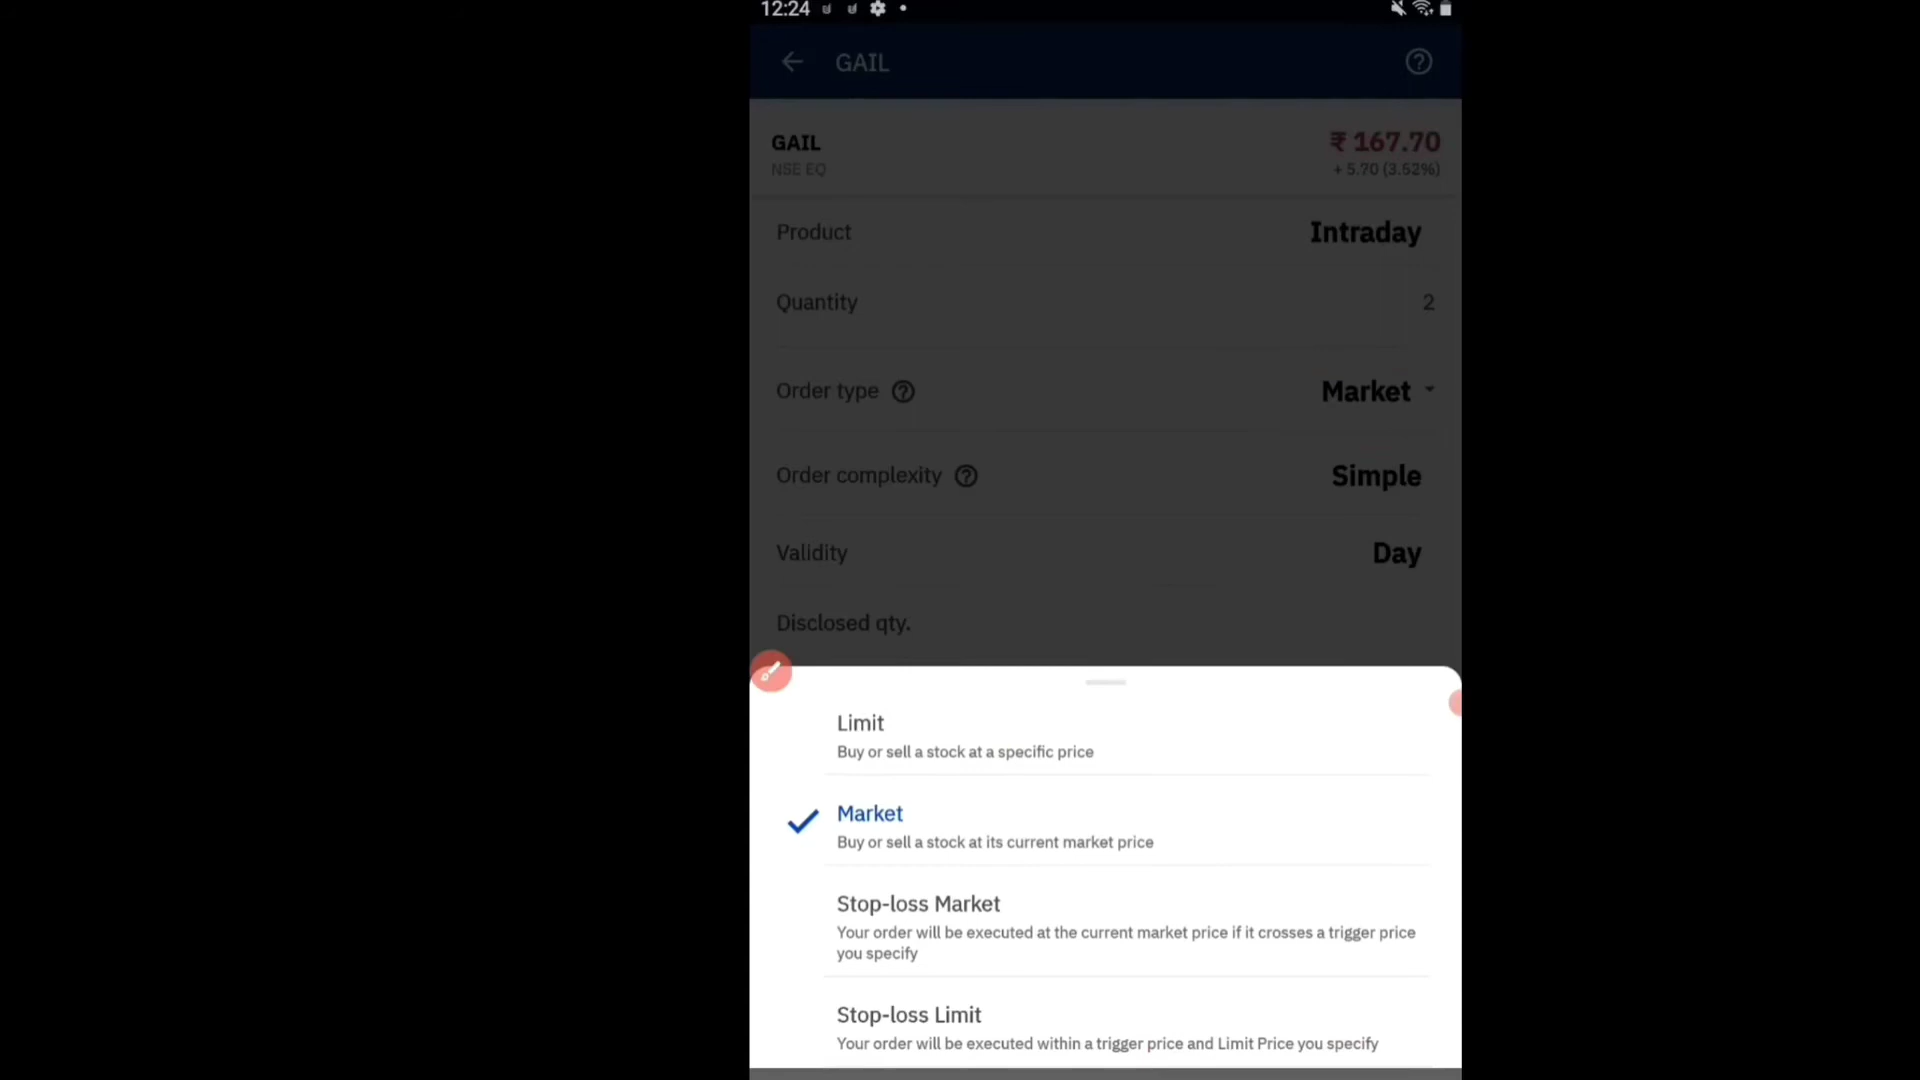 12:24
GAIL
GAIL
₹ 167.70
NSE EQ
+ 5.70 (3.52%)
Product
Intraday
Quantity
2
Order type
Market
Order complexity
Simple
Validity
Day
Disclosed qty.
Limit
Buy or sell a stock at a specific price
Market
Buy or sell a stock at its current market price
Stop-loss Market
Your order will be executed at the current market price if it crosses a trigger price
you specify
Stop-loss Limit
Your order will be executed within a trigger price and Limit Price you specify